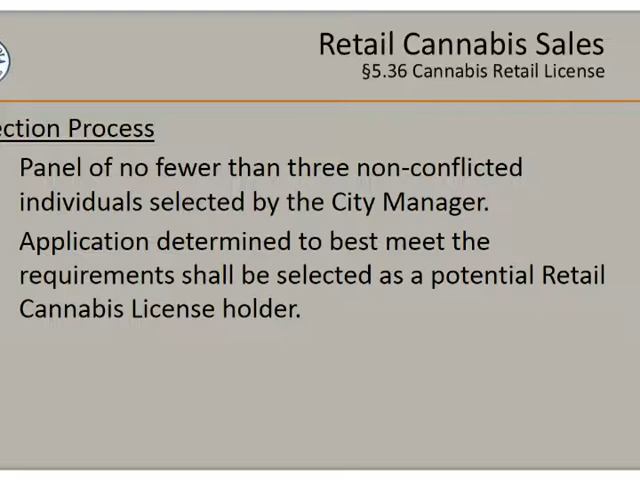 Retail Cannabis Sales
§5.36 Cannabis Retail License
ection Process
Panel of no fewer than three non-conflicted
individuals selected by the City Manager.
Application determined to best meet the
requirements shall be selected as a potential Retail
Cannabis License holder.